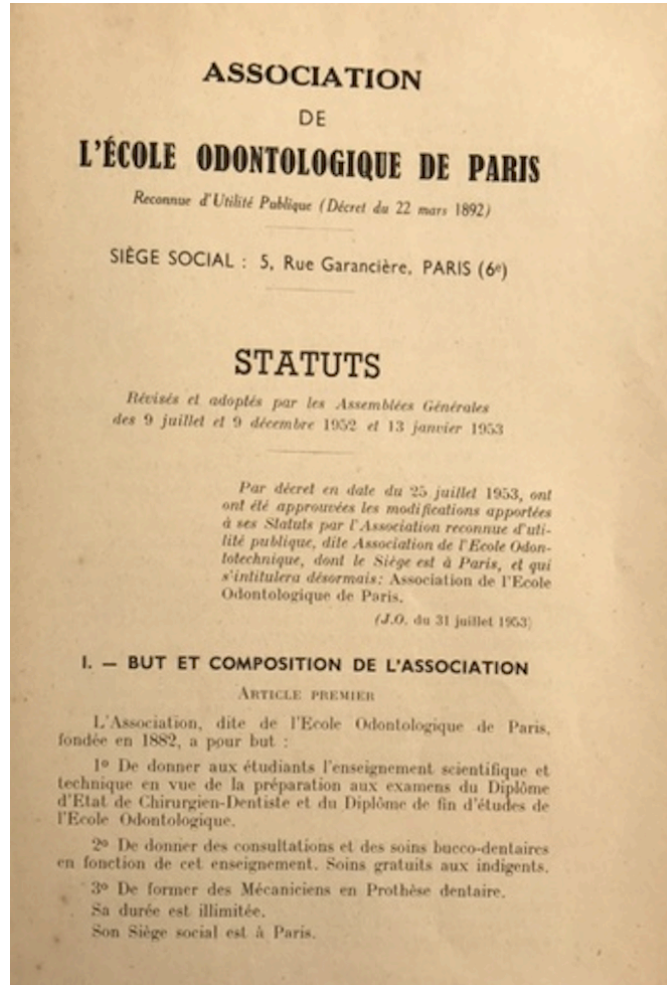 ASSOCIATION
DE
L'ÉCOLE ODONTOLOGIQUE DE PARIS
Reconnue d'Utilité Publique (Décret du 22 mars 1892)
SIÈGE SOCIAL : 5, Rue Garancière, PARIS (6e)
STATUTS
Révisés et adoptés par les Assemblées Générales
des 9 juillet et 9 décembre 1952 et 13 janvier 1953
Par décret en date du 25 juillet 1953, ont
ont été approuvées les modifications apportées
à ses Statuts par l'Association reconnue d'uti-
lité publique, dite Association de l'Ecole Odon-
totechnique, dont le Siège est à Paris, et qui
s'intitulera désormais: Association de l'Ecole
Odontologique de Paris.
(J.O. du 31 juillet 1953)
I. — BUT ET COMPOSITION DE L'ASSOCIATION
ARTICLE PREMIER
L'Association, dite de l'Ecole Odontologique de Paris,
fondée en 1882, a pour but :
1o De donner aux étudiants l'enseignement scientifique et
technique en vue de la préparation aux examens du Diplôme
d'Etat de Chirurgien-Dentiste et du Diplôme de fin d'études de
l'Ecole Odontologique.
2o De donner des consultations et des soins bucco-dentaires
en fonction de cet enseignement. Soins gratuits aux indigents.
3o De former des Mécaniciens en Prothèse dentaire.
Sa durée est illimitée.
Son Siège social est à Paris.